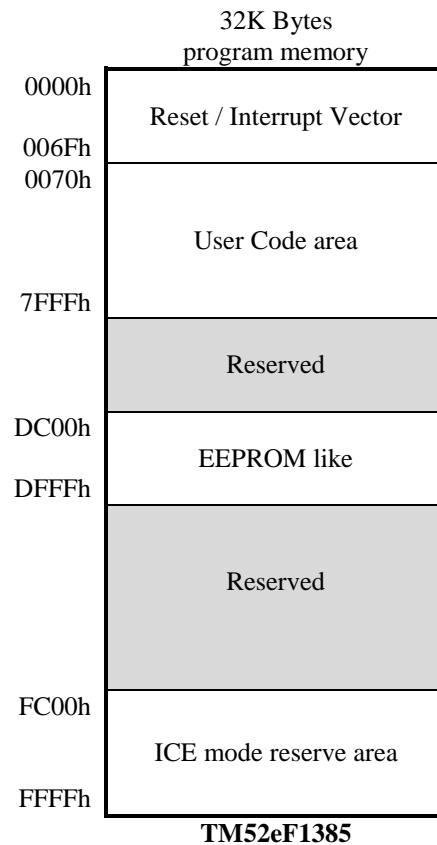 32K Bytes
program memory
0000h
Reset / Interrupt Vector
006Fh
0070h
User Code area
7FFFh
Reserved
DC00h
EEPROM like
DFFFh
Reserved
FC00h
ICE mode reserve area
FFFFh
TM52eF1385